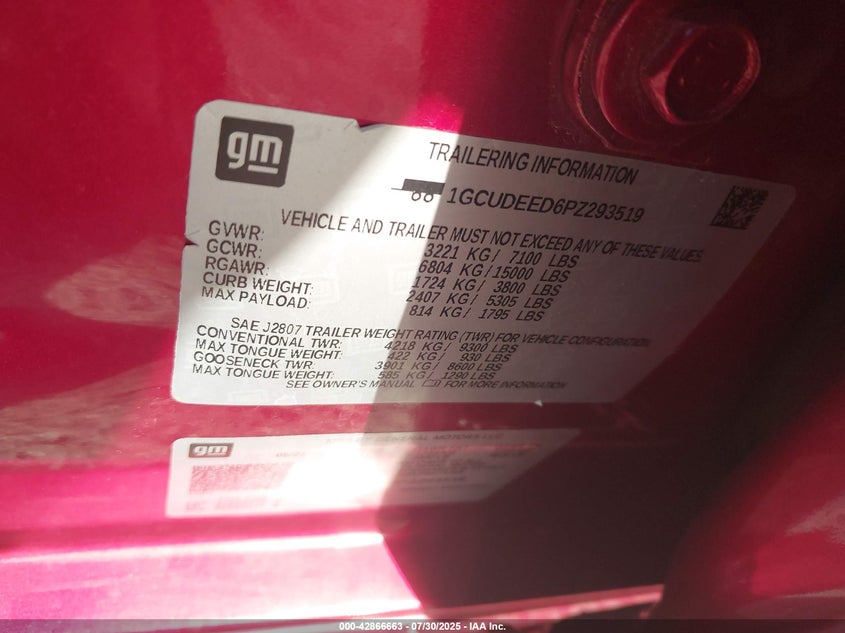 gm
TRAILERING INFORMATION
1GCUDEED6PZ293519
VEHICLE AND TRAILER MUST NOT EXCEED ANY OF THESE VALUES
GVWR: 3221 KG / 7100 LBS
GCWR: 6804 KG / 15000 LBS
RGAWR: 1724 KG / 3800 LBS
CURB WEIGHT: 2407 KG / 5305 LBS
MAX PAYLOAD: 814 KG / 1795 LBS
SAE J2807 TRAILER WEIGHT RATING (TWR) FOR VEHICLE CONFIGURATION
CONVENTIONAL TWR: 4218 KG / 9300 LBS
MAX TONGUE WEIGHT: 422 KG / 930 LBS
GOOSENECK TWR: 3901 KG / 8600 LBS
MAX TONGUE WEIGHT: 585 KG / 1290 LBS
SEE OWNER'S MANUAL FOR MORE INFORMATION
gm
GENERAL MOTORS LLC
000-42866663 - 07/30/2025 - IAA Inc.